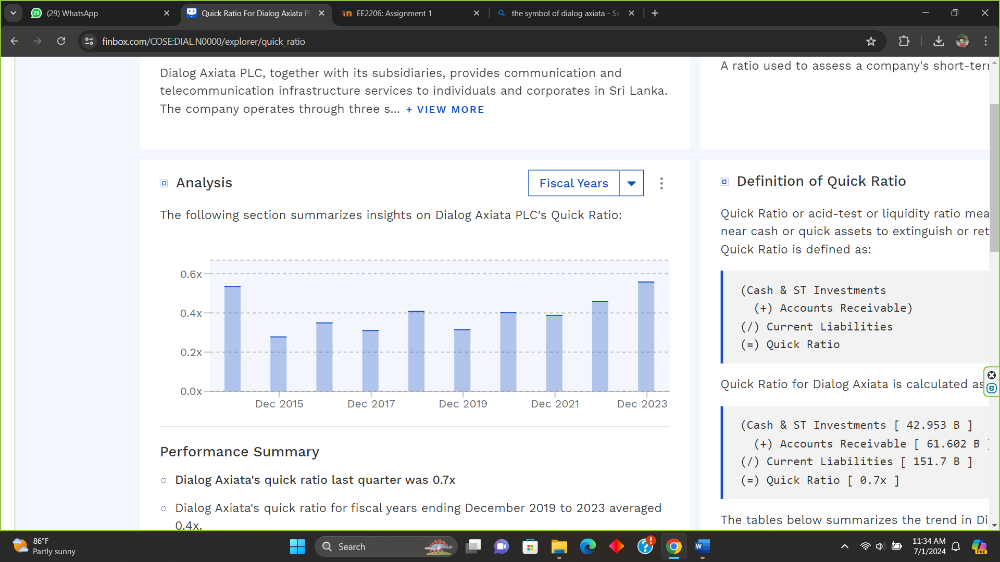 (29) WhatsApp
Quick Ratio For Dialog Axiata P
EE2206: Assignment 1
the symbol of dialog axiata - Se
finbox.com/COSE:DIAL.N0000/explorer/quick_ratio
Dialog Axiata PLC, together with its subsidiaries, provides communication and
telecommunication infrastructure services to individuals and corporates in Sri Lanka.
The company operates through three s... + VIEW MORE
A ratio used to assess a company's short-ter
Analysis
Fiscal Years
The following section summarizes insights on Dialog Axiata PLC's Quick Ratio:
0.6x
0.4x
0.2x
0.0x
Dec 2015 Dec 2017 Dec 2019 Dec 2021 Dec 2023
Performance Summary
Dialog Axiata's quick ratio last quarter was 0.7x
Dialog Axiata's quick ratio for fiscal years ending December 2019 to 2023 averaged
0.4x.
Definition of Quick Ratio
Quick Ratio or acid-test or liquidity ratio mea
near cash or quick assets to extinguish or ret
Quick Ratio is defined as:
(Cash & ST Investments
(+) Accounts Receivable)
(/) Current Liabilities
(=) Quick Ratio
Quick Ratio for Dialog Axiata is calculated as
(Cash & ST Investments [ 42.953 B ]
(+) Accounts Receivable [ 61.602 B ]
(/) Current Liabilities [ 151.7 B ]
(=) Quick Ratio [ 0.7x ]
The tables below summarizes the trend in Di
86°F
Partly sunny
Search
11:34 AM
7/1/2024
PRE